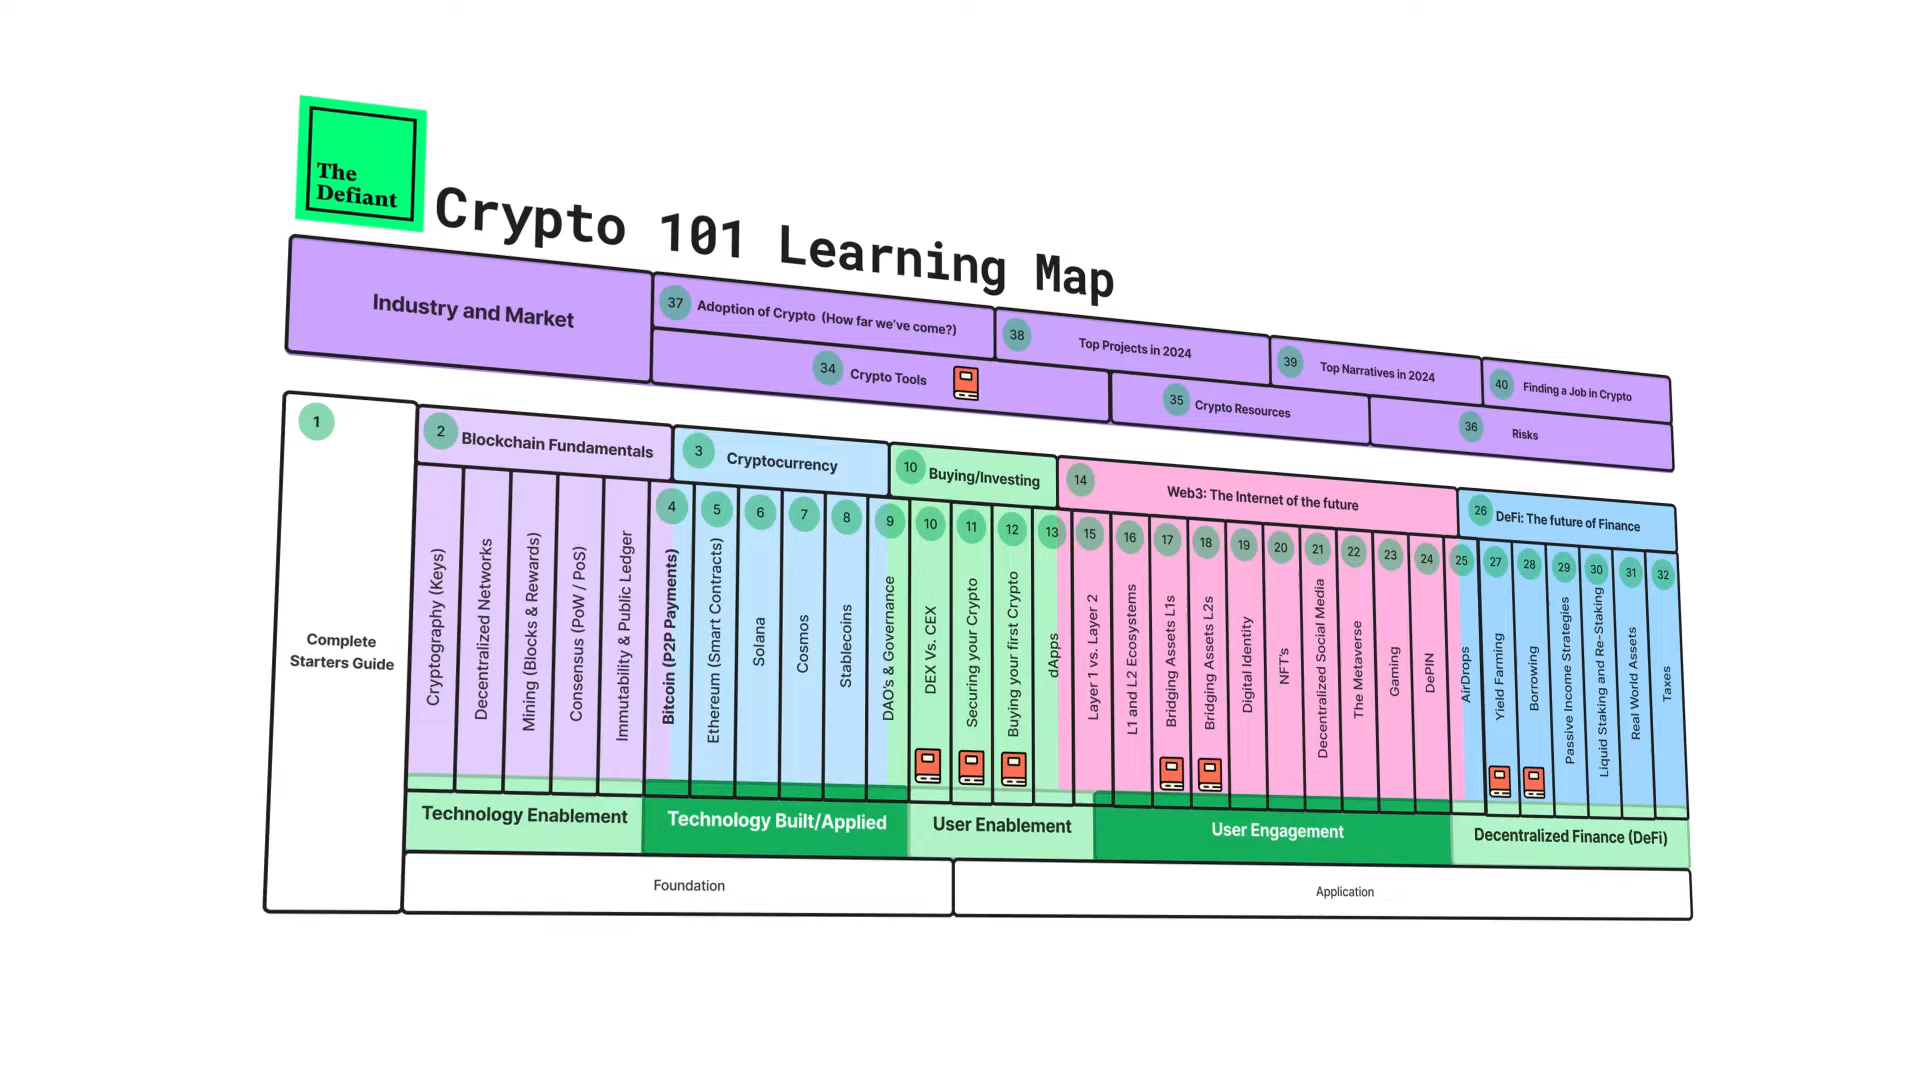 The
Defiant
Crypto 101 Learning Map
Industry and Market
37 Adoption of Crypto (How far we've come?)
38 Top Projects in 2024
39 Top Narratives in 2024
40 Finding a Job in Crypto
34 Crypto Tools
35 Crypto Resources
36 Risks
1
Complete
Starters Guide
2 Blockchain Fundamentals
3 Cryptocurrency
10 Buying/Investing
14 Web3: The Internet of the future
26 DeFi: The future of Finance
Cryptography (Keys)
Decentralized Networks
Mining (Blocks & Rewards)
Consensus (PoW / PoS)
Immutability & Public Ledger
4 Bitcoin (P2P Payments)
5 Ethereum (Smart Contracts)
6 Solana
7 Cosmos
8 Stablecoins
9 DAO's & Governance
10 DEX Vs. CEX
11 Securing your Crypto
12 Buying your first Crypto
13 dApps
15 Layer 1 vs. Layer 2
16 L1 and L2 Ecosystems
17 Bridging Assets L1s
18 Bridging Assets L2s
19 Digital Identity
20 NFT's
21 Decentralized Social Media
22 The Metaverse
23 Gaming
24 DePIN
25 AirDrops
27 Yield Farming
28 Borrowing
29 Passive Income Strategies
30 Liquid Staking and Re-Staking
31 Real World Assets
32 Taxes
Technology Enablement
Technology Built/Applied
User Enablement
User Engagement
Decentralized Finance (DeFi)
Foundation
Application